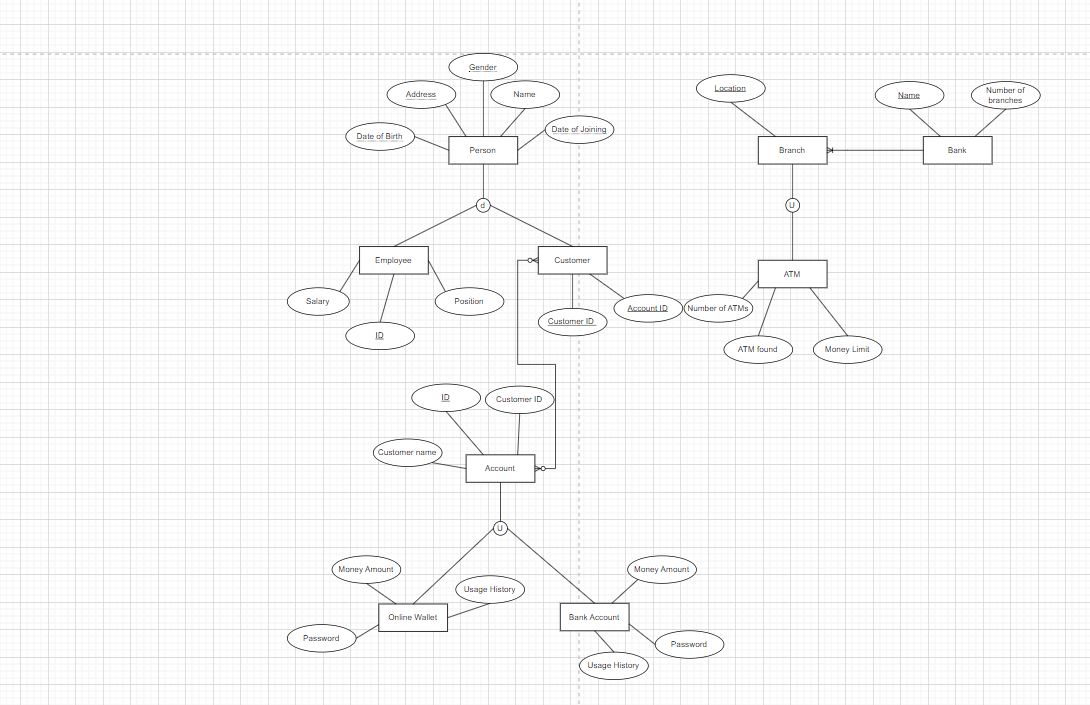 Gender
Address
Name
Date of Birth
Date of Joining
Person
Location
Name
Number of
branches
Branch
Bank
d
U
Employee
Customer
ATM
Salary
Position
ID
Customer ID
Account ID
Number of ATMs
ATM found
Money Limit
ID
Customer ID
Customer name
Account
U
Money Amount
Usage History
Online Wallet
Password
Money Amount
Bank Account
Password
Usage History